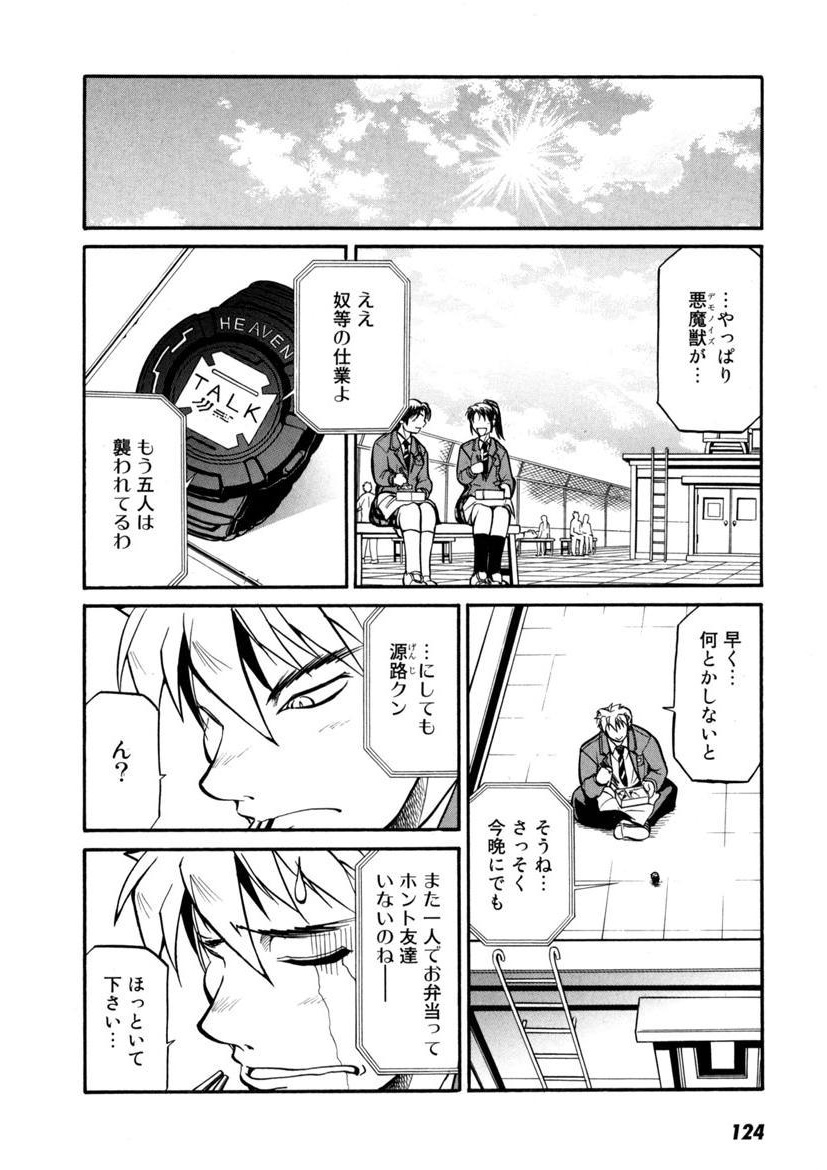 …やっぱり
悪魔獣が…
デモノイズ
ええ
奴等の仕業よ
HEAVEN
TALK
もう五人は
襲われてるわ
早く…
何とかしないと
そうね…
さっそく
今晩にでも
…にしても
源路クン
げんじ
ん?
また一人でお弁当って
ホント友達
いないのね――
ほっといて
下さい…
124